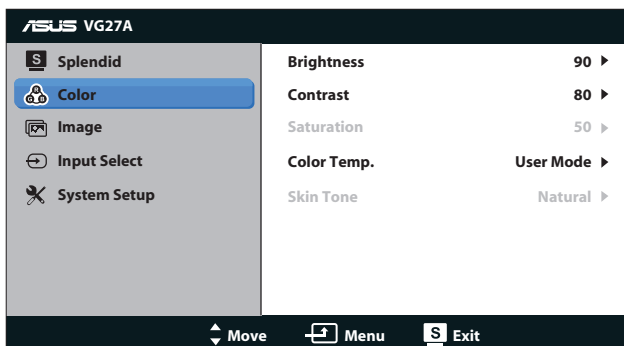 ASUS VG27A
S Splendid
Color
Image
Input Select
System Setup
Brightness 90
Contrast 80
Saturation 50
Color Temp. User Mode
Skin Tone Natural
Move Menu S Exit